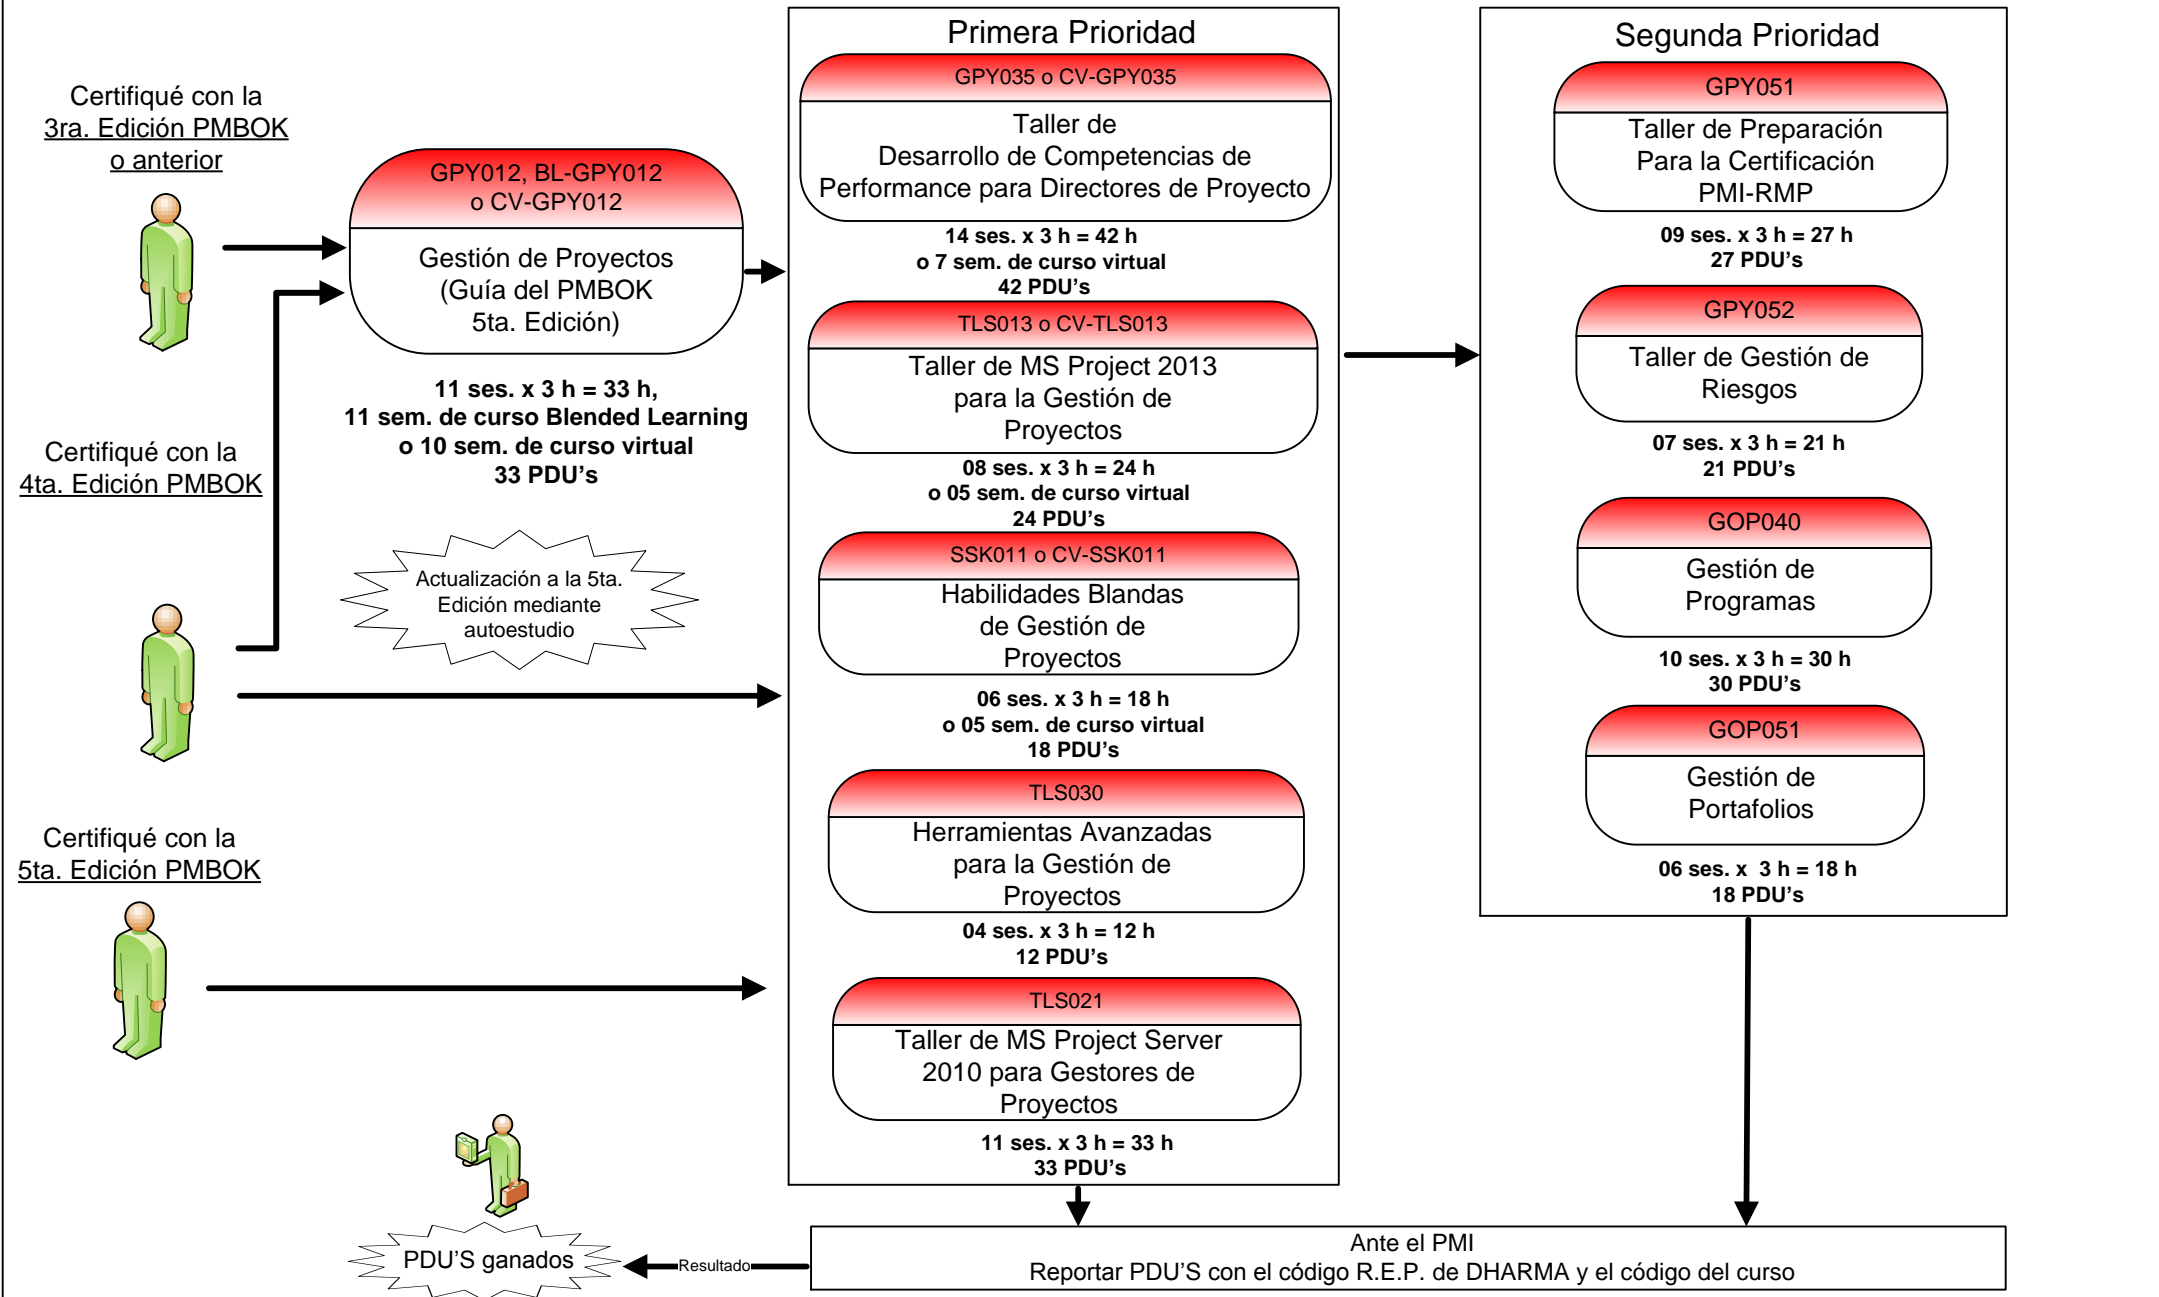 Certifiqué con la
3ra. Edición PMBOK
o anterior
GPY012, BL-GPY012
o CV-GPY012
Gestión de Proyectos
(Guía del PMBOK
5ta. Edición)
11 ses. x 3 h = 33 h,
11 sem. de curso Blended Learning
o 10 sem. de curso virtual
33 PDU's
Certifiqué con la
4ta. Edición PMBOK
Actualización a la 5ta.
Edición mediante
autoestudio
Certifiqué con la
5ta. Edición PMBOK
Primera Prioridad
GPY035 o CV-GPY035
Taller de
Desarrollo de Competencias de
Performance para Directores de Proyecto
14 ses. x 3 h = 42 h
o 7 sem. de curso virtual
42 PDU's
TLS013 o CV-TLS013
Taller de MS Project 2013
para la Gestión de
Proyectos
08 ses. x 3 h = 24 h
o 05 sem. de curso virtual
24 PDU's
SSK011 o CV-SSK011
Habilidades Blandas
de Gestión de
Proyectos
06 ses. x 3 h = 18 h
o 05 sem. de curso virtual
18 PDU's
TLS030
Herramientas Avanzadas
para la Gestión de
Proyectos
04 ses. x 3 h = 12 h
12 PDU's
TLS021
Taller de MS Project Server
2010 para Gestores de
Proyectos
11 ses. x 3 h = 33 h
33 PDU's
Segunda Prioridad
GPY051
Taller de Preparación
Para la Certificación
PMI-RMP
09 ses. x 3 h = 27 h
27 PDU's
GPY052
Taller de Gestión de
Riesgos
07 ses. x 3 h = 21 h
21 PDU's
GOP040
Gestión de
Programas
10 ses. x 3 h = 30 h
30 PDU's
GOP051
Gestión de
Portafolios
06 ses. x  3 h = 18 h
18 PDU's
Ante el PMI
Reportar PDU'S con el código R.E.P. de DHARMA y el código del curso
Resultado
PDU'S ganados